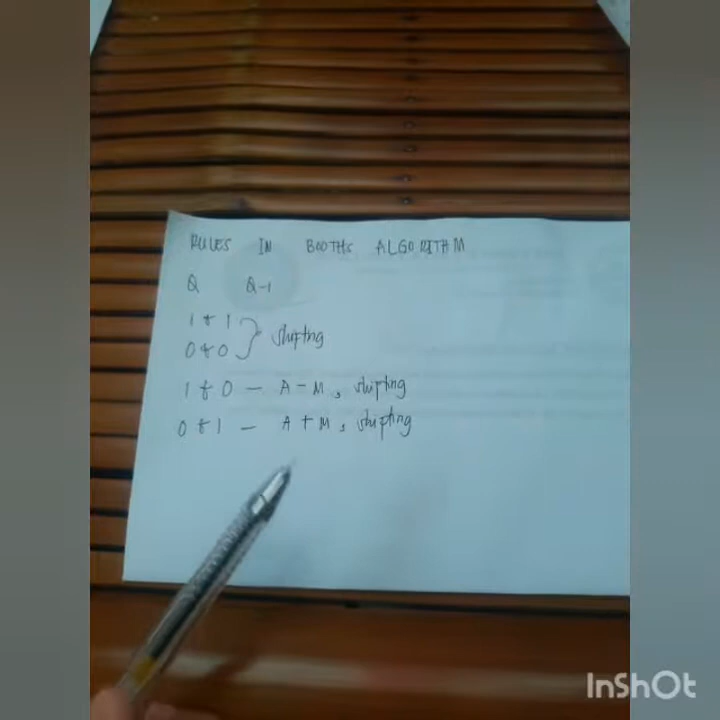 RULES IN BOOTHS ALGORITHM
Q Q-1
1 & 1
0 & 0 } shifting
1 & 0 — A - M, shifting
0 & 1 — A + M, shifting
InShOt